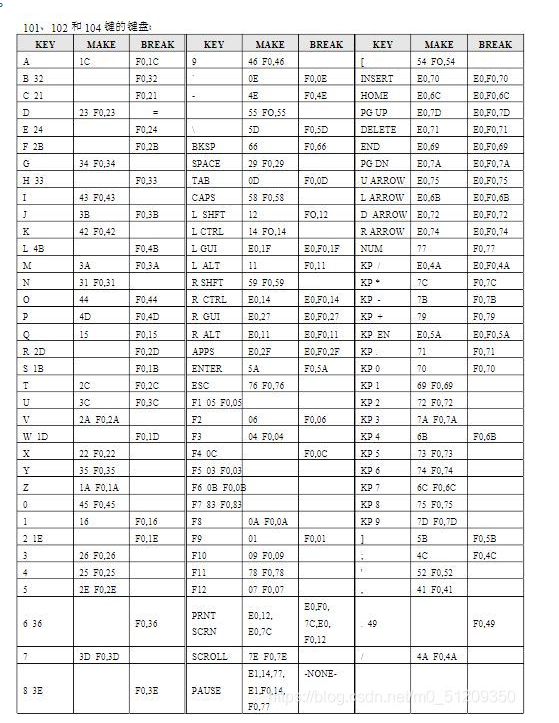 101、102 和 104 键的键盘:
KEY MAKE BREAK KEY MAKE BREAK KEY MAKE BREAK
A 1C F0,1C 9 46 F0,46 [ 54 FO,54
B 32 F0,32 ` 0E F0,0E INSERT E0,70 E0,F0,70
C 21 F0,21 - 4E F0,4E HOME E0,6C E0,F0,6C
D 23 F0,23 = 55 FO,55 PG UP E0,7D E0,F0,7D
E 24 F0,24 \ 5D F0,5D DELETE E0,71 E0,F0,71
F 2B F0,2B BKSP 66 F0,66 END E0,69 E0,F0,69
G 34 F0,34 SPACE 29 F0,29 PG DN E0,7A E0,F0,7A
H 33 F0,33 TAB 0D F0,0D U ARROW E0,75 E0,F0,75
I 43 F0,43 CAPS 58 F0,58 L ARROW E0,6B E0,F0,6B
J 3B F0,3B L SHFT 12 FO,12 D ARROW E0,72 E0,F0,72
K 42 F0,42 L CTRL 14 FO,14 R ARROW E0,74 E0,F0,74
L 4B F0,4B L GUI E0,1F E0,F0,1F NUM 77 F0,77
M 3A F0,3A L ALT 11 F0,11 KP / E0,4A E0,F0,4A
N 31 F0,31 R SHFT 59 F0,59 KP * 7C F0,7C
O 44 F0,44 R CTRL E0,14 E0,F0,14 KP - 7B F0,7B
P 4D F0,4D R GUI E0,27 E0,F0,27 KP + 79 F0,79
Q 15 F0,15 R ALT E0,11 E0,F0,11 KP EN E0,5A E0,F0,5A
R 2D F0,2D APPS E0,2F E0,F0,2F KP . 71 F0,71
S 1B F0,1B ENTER 5A F0,5A KP 0 70 F0,70
T 2C F0,2C ESC 76 F0,76 KP 1 69 F0,69
U 3C F0,3C F1 05 F0,05 KP 2 72 F0,72
V 2A F0,2A F2 06 F0,06 KP 3 7A F0,7A
W 1D F0,1D F3 04 F0,04 KP 4 6B F0,6B
X 22 F0,22 F4 0C F0,0C KP 5 73 F0,73
Y 35 F0,35 F5 03 F0,03 KP 6 74 F0,74
Z 1A F0,1A F6 0B F0,0B KP 7 6C F0,6C
0 45 F0,45 F7 83 F0,83 KP 8 75 F0,75
1 16 F0,16 F8 0A F0,0A KP 9 7D F0,7D
2 1E F0,1E F9 01 F0,01 ] 5B F0,5B
3 26 F0,26 F10 09 F0,09 ; 4C F0,4C
4 25 F0,25 F11 78 F0,78 ' 52 F0,52
5 2E F0,2E F12 07 F0,07 , 41 F0,41
6 36 F0,36 PRNT SCRN E0,12, E0,7C E0,F0, 7C,E0, F0,12 . 49 F0,49
7 3D F0,3D SCROLL 7E F0,7E / 4A F0,4A
8 3E F0,3E PAUSE E1,14,77, E1,F0,14, F0,77 -NONE-
https://blog.csdn.net/m0_51209350